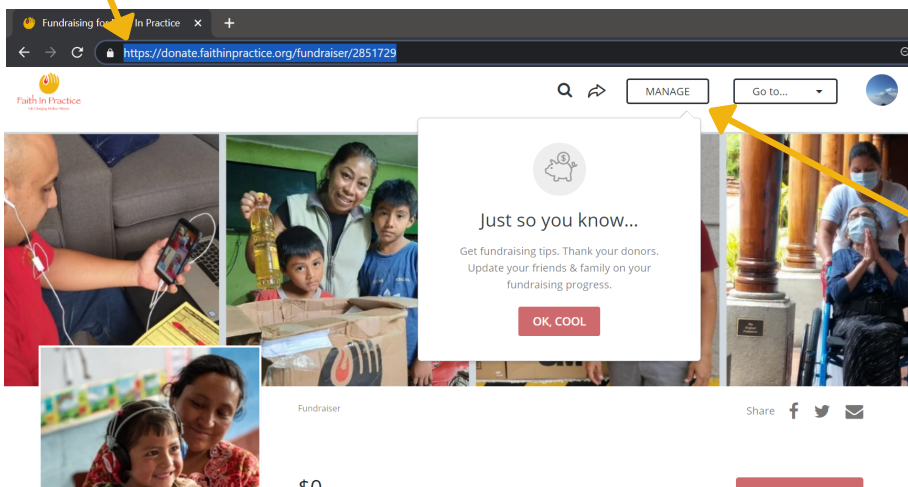 Fundraising for In Practice
https://donate.faithinpractice.org/fundraiser/2851729
Faith In Practice
MANAGE
Go to...
Just so you know...
Get fundraising tips. Thank your donors.
Update your friends & family on your
fundraising progress.
OK, COOL
Fundraiser
Share
$0